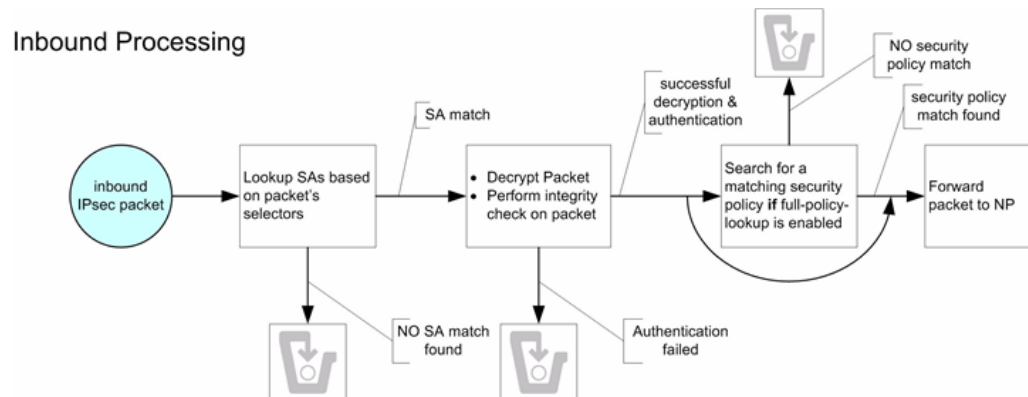 Inbound Processing
NO security
policy match
successful
decryption &
authentication
security policy
match found
SA match
inbound
IPsec packet
Lookup SAs based
on packet's
selectors
• Decrypt Packet
• Perform integrity
check on packet
Search for a
matching security
policy if full-policy-
lookup is enabled
Forward
packet to NP
NO SA match
found
Authentication
failed